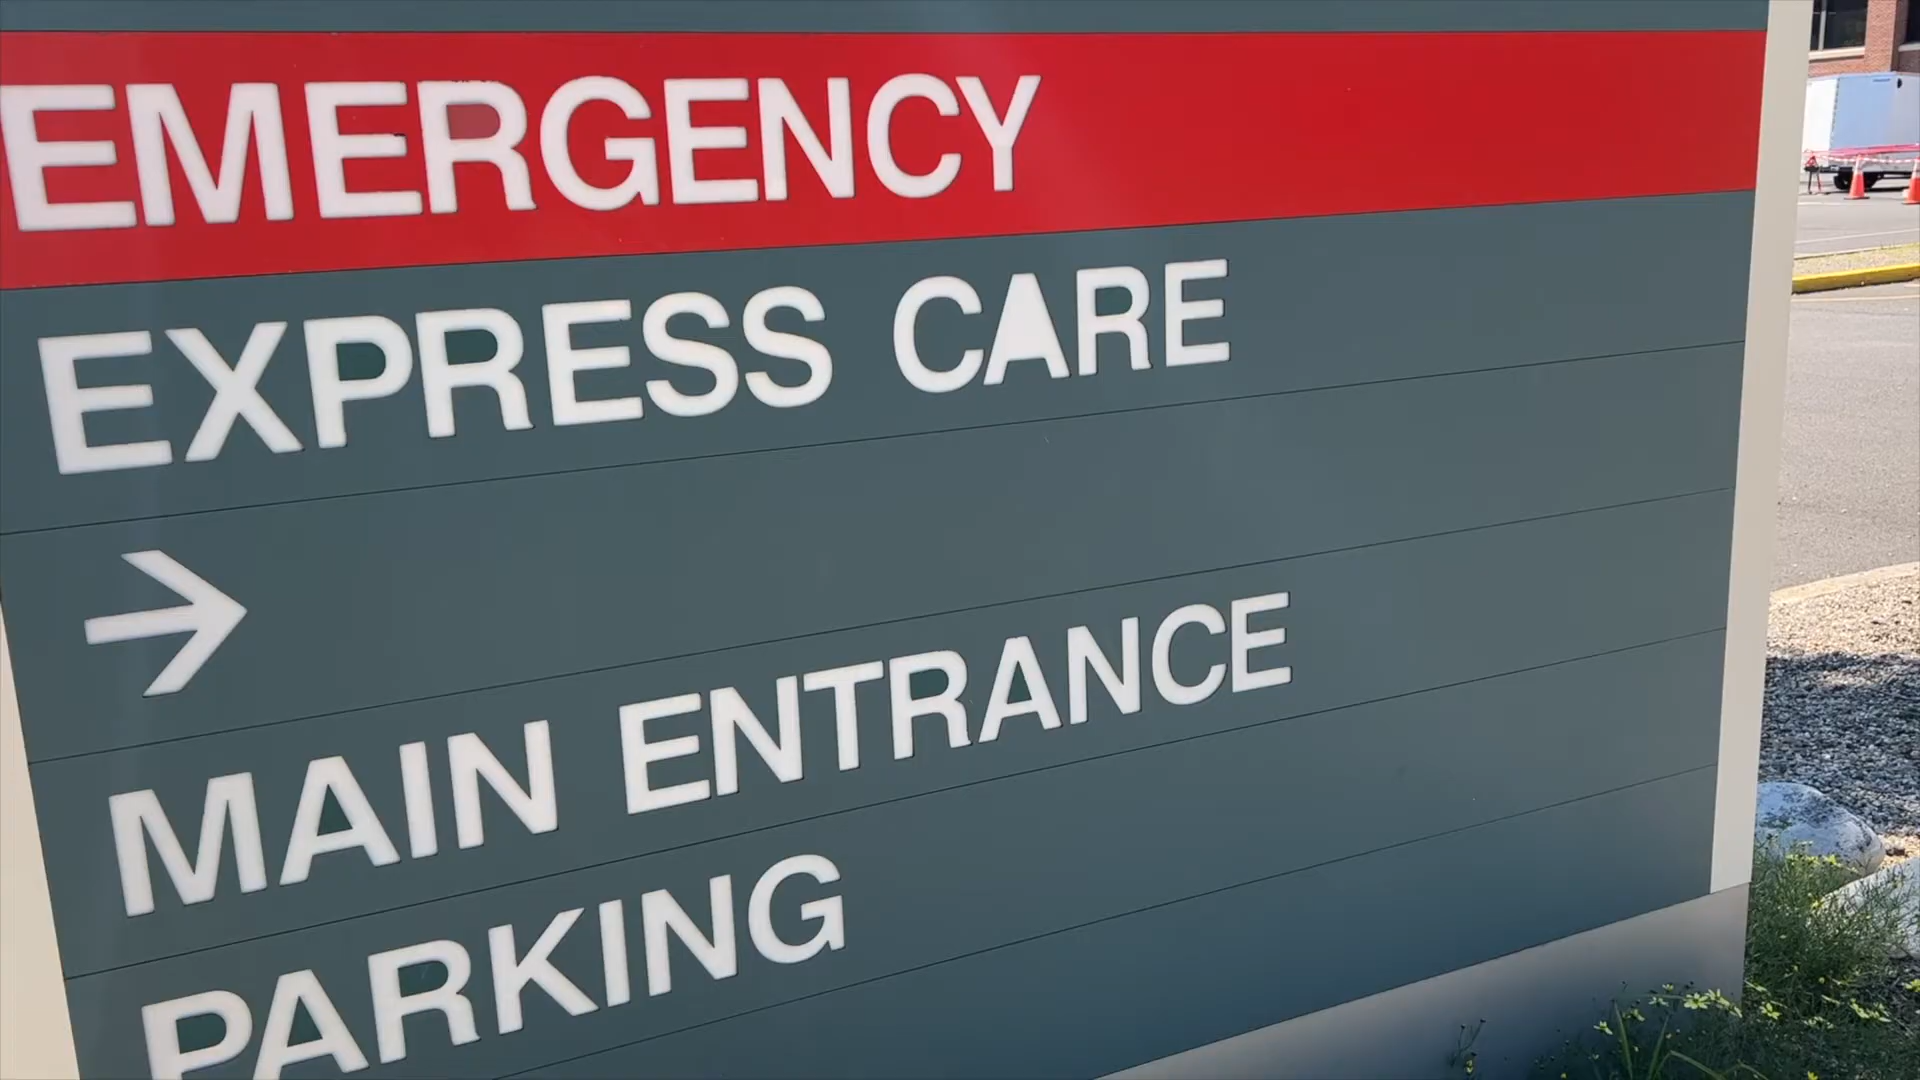 EMERGENCY
EXPRESS CARE
→
MAIN ENTRANCE
PARKING